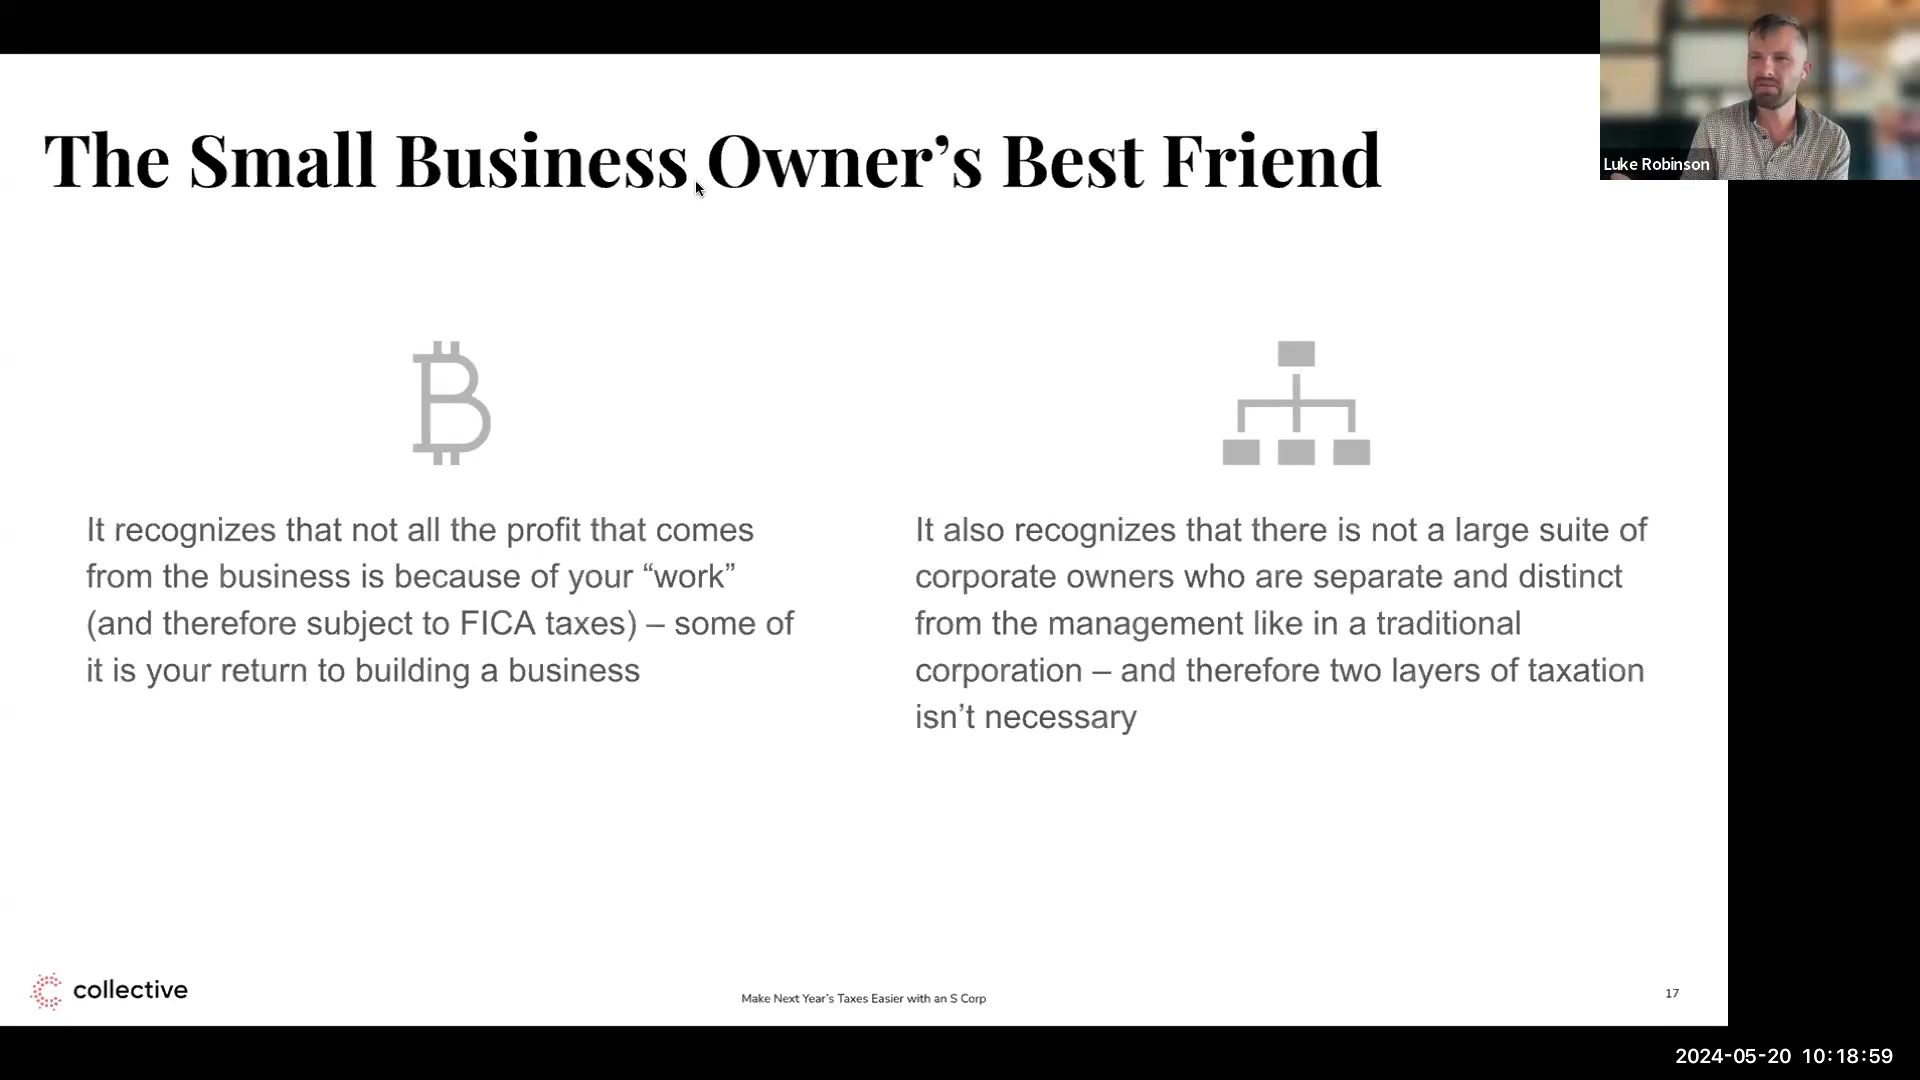 The Small Business Owner’s Best Friend
Luke Robinson
It recognizes that not all the profit that comes
from the business is because of your “work”
(and therefore subject to FICA taxes) – some of
it is your return to building a business
It also recognizes that there is not a large suite of
corporate owners who are separate and distinct
from the management like in a traditional
corporation – and therefore two layers of taxation
isn’t necessary
collective
Make Next Year’s Taxes Easier with an S Corp
17
2024-05-20 10:18:59